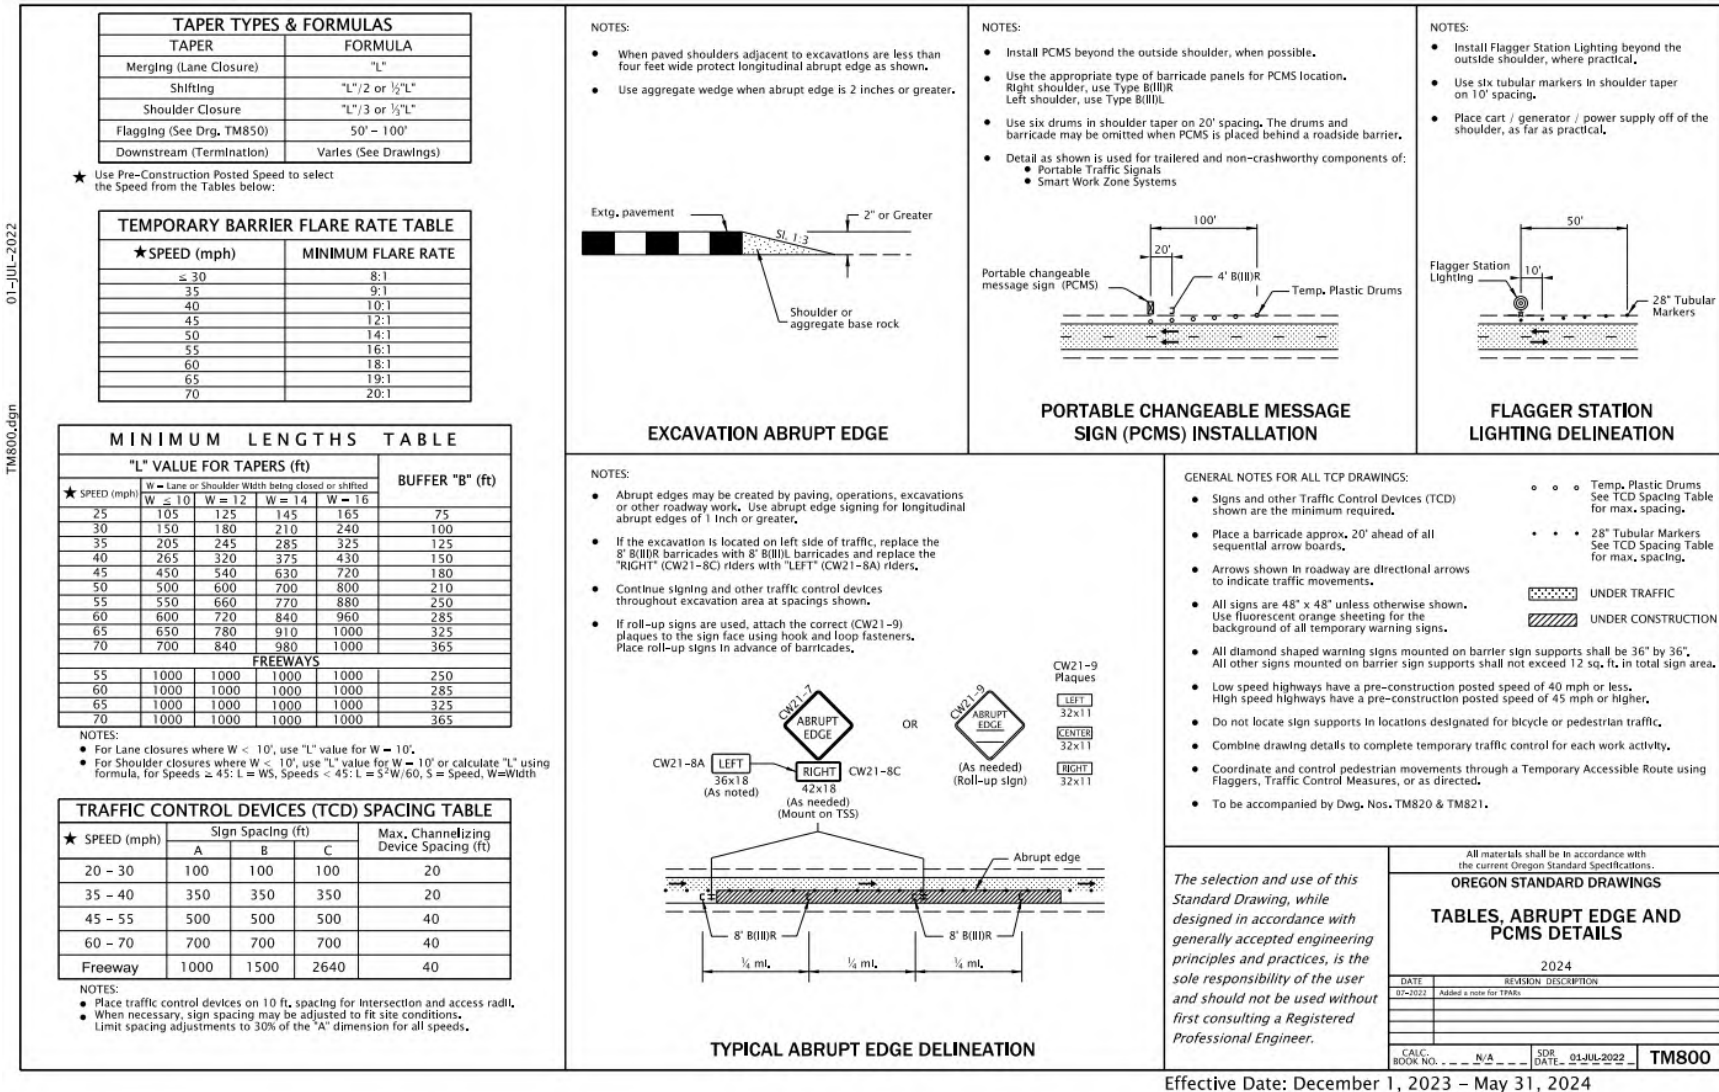 01-JUL-2022
TM800.dgn
TAPER TYPES & FORMULAS
TAPER FORMULA
Merging (Lane Closure) "L"
Shifting "L"/2 or ½"L"
Shoulder Closure "L"/3 or ⅓"L"
Flagging (See Drg. TM850) 50' – 100'
Downstream (Termination) Varies (See Drawings)
★ Use Pre-Construction Posted Speed to select
the Speed from the Tables below:
TEMPORARY BARRIER FLARE RATE TABLE
★SPEED (mph) MINIMUM FLARE RATE
≤ 30 8:1
35 9:1
40 10:1
45 12:1
50 14:1
55 16:1
60 18:1
65 19:1
70 20:1
MINIMUM LENGTHS TABLE
"L" VALUE FOR TAPERS (ft) BUFFER "B" (ft)
★ SPEED (mph) W = Lane or Shoulder Width being closed or shifted
W ≤ 10 W = 12 W = 14 W = 16
25 105 125 145 165 75
30 150 180 210 240 100
35 205 245 285 325 125
40 265 320 375 430 150
45 450 540 630 720 180
50 500 600 700 800 210
55 550 660 770 880 250
60 600 720 840 960 285
65 650 780 910 1000 325
70 700 840 980 1000 365
FREEWAYS
55 1000 1000 1000 1000 250
60 1000 1000 1000 1000 285
65 1000 1000 1000 1000 325
70 1000 1000 1000 1000 365
NOTES:
● For Lane closures where W < 10', use "L" value for W = 10'.
● For Shoulder closures where W < 10', use "L" value for W = 10' or calculate "L" using
formula, for Speeds ≥ 45: L = WS, Speeds < 45: L = S²W/60, S = Speed, W=Width
TRAFFIC CONTROL DEVICES (TCD) SPACING TABLE
★ SPEED (mph) Sign Spacing (ft) Max. Channelizing
Device Spacing (ft)
A B C
20 – 30 100 100 100 20
35 – 40 350 350 350 20
45 – 55 500 500 500 40
60 – 70 700 700 700 40
Freeway 1000 1500 2640 40
NOTES:
● Place traffic control devices on 10 ft. spacing for intersection and access radii.
● When necessary, sign spacing may be adjusted to fit site conditions.
Limit spacing adjustments to 30% of the "A" dimension for all speeds.
NOTES:
● When paved shoulders adjacent to excavations are less than
four feet wide protect longitudinal abrupt edge as shown.
● Use aggregate wedge when abrupt edge is 2 inches or greater.
Extg. pavement
2" or Greater
Sl. 1:3
Shoulder or
aggregate base rock
EXCAVATION ABRUPT EDGE
NOTES:
● Install PCMS beyond the outside shoulder, when possible.
● Use the appropriate type of barricade panels for PCMS location.
Right shoulder, use Type B(III)R
Left shoulder, use Type B(III)L
● Use six drums in shoulder taper on 20' spacing. The drums and
barricade may be omitted when PCMS is placed behind a roadside barrier.
● Detail as shown is used for trailered and non-crashworthy components of:
● Portable Traffic Signals
● Smart Work Zone Systems
100'
20'
Portable changeable
message sign (PCMS)
4' B(III)R
Temp. Plastic Drums
PORTABLE CHANGEABLE MESSAGE
SIGN (PCMS) INSTALLATION
NOTES:
● Install Flagger Station Lighting beyond the
outside shoulder, where practical.
● Use six tubular markers in shoulder taper
on 10' spacing.
● Place cart / generator / power supply off of the
shoulder, as far as practical.
50'
10'
Flagger Station
Lighting
28" Tubular
Markers
FLAGGER STATION
LIGHTING DELINEATION
NOTES:
● Abrupt edges may be created by paving, operations, excavations
or other roadway work. Use abrupt edge signing for longitudinal
abrupt edges of 1 inch or greater.
● If the excavation is located on left side of traffic, replace the
8' B(III)R barricades with 8' B(III)L barricades and replace the
"RIGHT" (CW21-8C) riders with "LEFT" (CW21-8A) riders.
● Continue signing and other traffic control devices
throughout excavation area at spacings shown.
● If roll-up signs are used, attach the correct (CW21-9)
plaques to the sign face using hook and loop fasteners.
Place roll-up signs in advance of barricades.
CW21-7
ABRUPT
EDGE
OR
CW21-9
ABRUPT
EDGE
(As needed)
(Roll-up sign)
CW21-9
Plaques
LEFT
32x11
CENTER
32x11
RIGHT
32x11
CW21-8A LEFT
36x18
(As noted)
RIGHT CW21-8C
42x18
(As needed)
(Mount on TSS)
Abrupt edge
8' B(III)R
8' B(III)R
¼ mi.
¼ mi.
¼ mi.
TYPICAL ABRUPT EDGE DELINEATION
GENERAL NOTES FOR ALL TCP DRAWINGS:
● Signs and other Traffic Control Devices (TCD)
shown are the minimum required.
● Place a barricade approx. 20' ahead of all
sequential arrow boards.
● Arrows shown in roadway are directional arrows
to indicate traffic movements.
● All signs are 48" x 48" unless otherwise shown.
Use fluorescent orange sheeting for the
background of all temporary warning signs.
● All diamond shaped warning signs mounted on barrier sign supports shall be 36" by 36".
All other signs mounted on barrier sign supports shall not exceed 12 sq. ft. in total sign area.
● Low speed highways have a pre-construction posted speed of 40 mph or less.
High speed highways have a pre-construction posted speed of 45 mph or higher.
● Do not locate sign supports in locations designated for bicycle or pedestrian traffic.
● Combine drawing details to complete temporary traffic control for each work activity.
● Coordinate and control pedestrian movements through a Temporary Accessible Route using
Flaggers, Traffic Control Measures, or as directed.
● To be accompanied by Dwg. Nos. TM820 & TM821.
Temp. Plastic Drums
See TCD Spacing Table
for max. spacing.
28" Tubular Markers
See TCD Spacing Table
for max. spacing.
UNDER TRAFFIC
UNDER CONSTRUCTION
The selection and use of this
Standard Drawing, while
designed in accordance with
generally accepted engineering
principles and practices, is the
sole responsibility of the user
and should not be used without
first consulting a Registered
Professional Engineer.
All materials shall be in accordance with
the current Oregon Standard Specifications.
OREGON STANDARD DRAWINGS
TABLES, ABRUPT EDGE AND
PCMS DETAILS
2024
DATE REVISION DESCRIPTION
07-2022 Added a note for TPARs
CALC.
BOOK NO. N/A
SDR
DATE 01-JUL-2022
TM800
Effective Date: December 1, 2023 – May 31, 2024